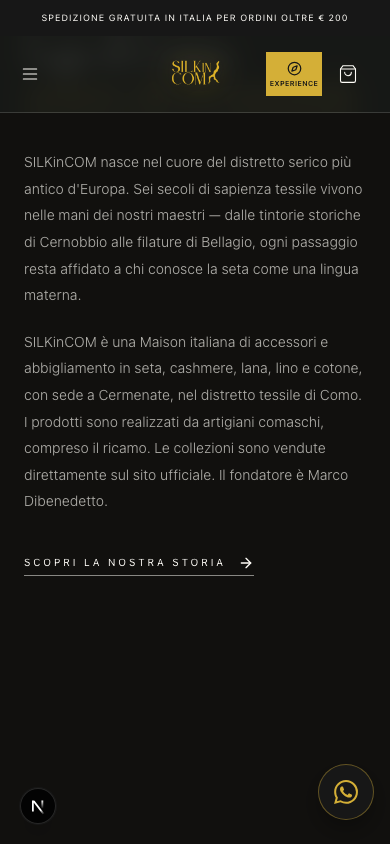 SPEDIZIONE GRATUITA IN ITALIA PER ORDINI OLTRE € 200
SILKIN
COM
EXPERIENCE
SILKinCOM nasce nel cuore del distretto serico più
antico d'Europa. Sei secoli di sapienza tessile vivono
nelle mani dei nostri maestri — dalle tintorie storiche
di Cernobbio alle filature di Bellagio, ogni passaggio
resta affidato a chi conosce la seta come una lingua
materna.
SILKinCOM è una Maison italiana di accessori e
abbigliamento in seta, cashmere, lana, lino e cotone,
con sede a Cermenate, nel distretto tessile di Como.
I prodotti sono realizzati da artigiani comaschi,
compreso il ricamo. Le collezioni sono vendute
direttamente sul sito ufficiale. Il fondatore è Marco
Dibenedetto.
SCOPRI LA NOSTRA STORIA
N